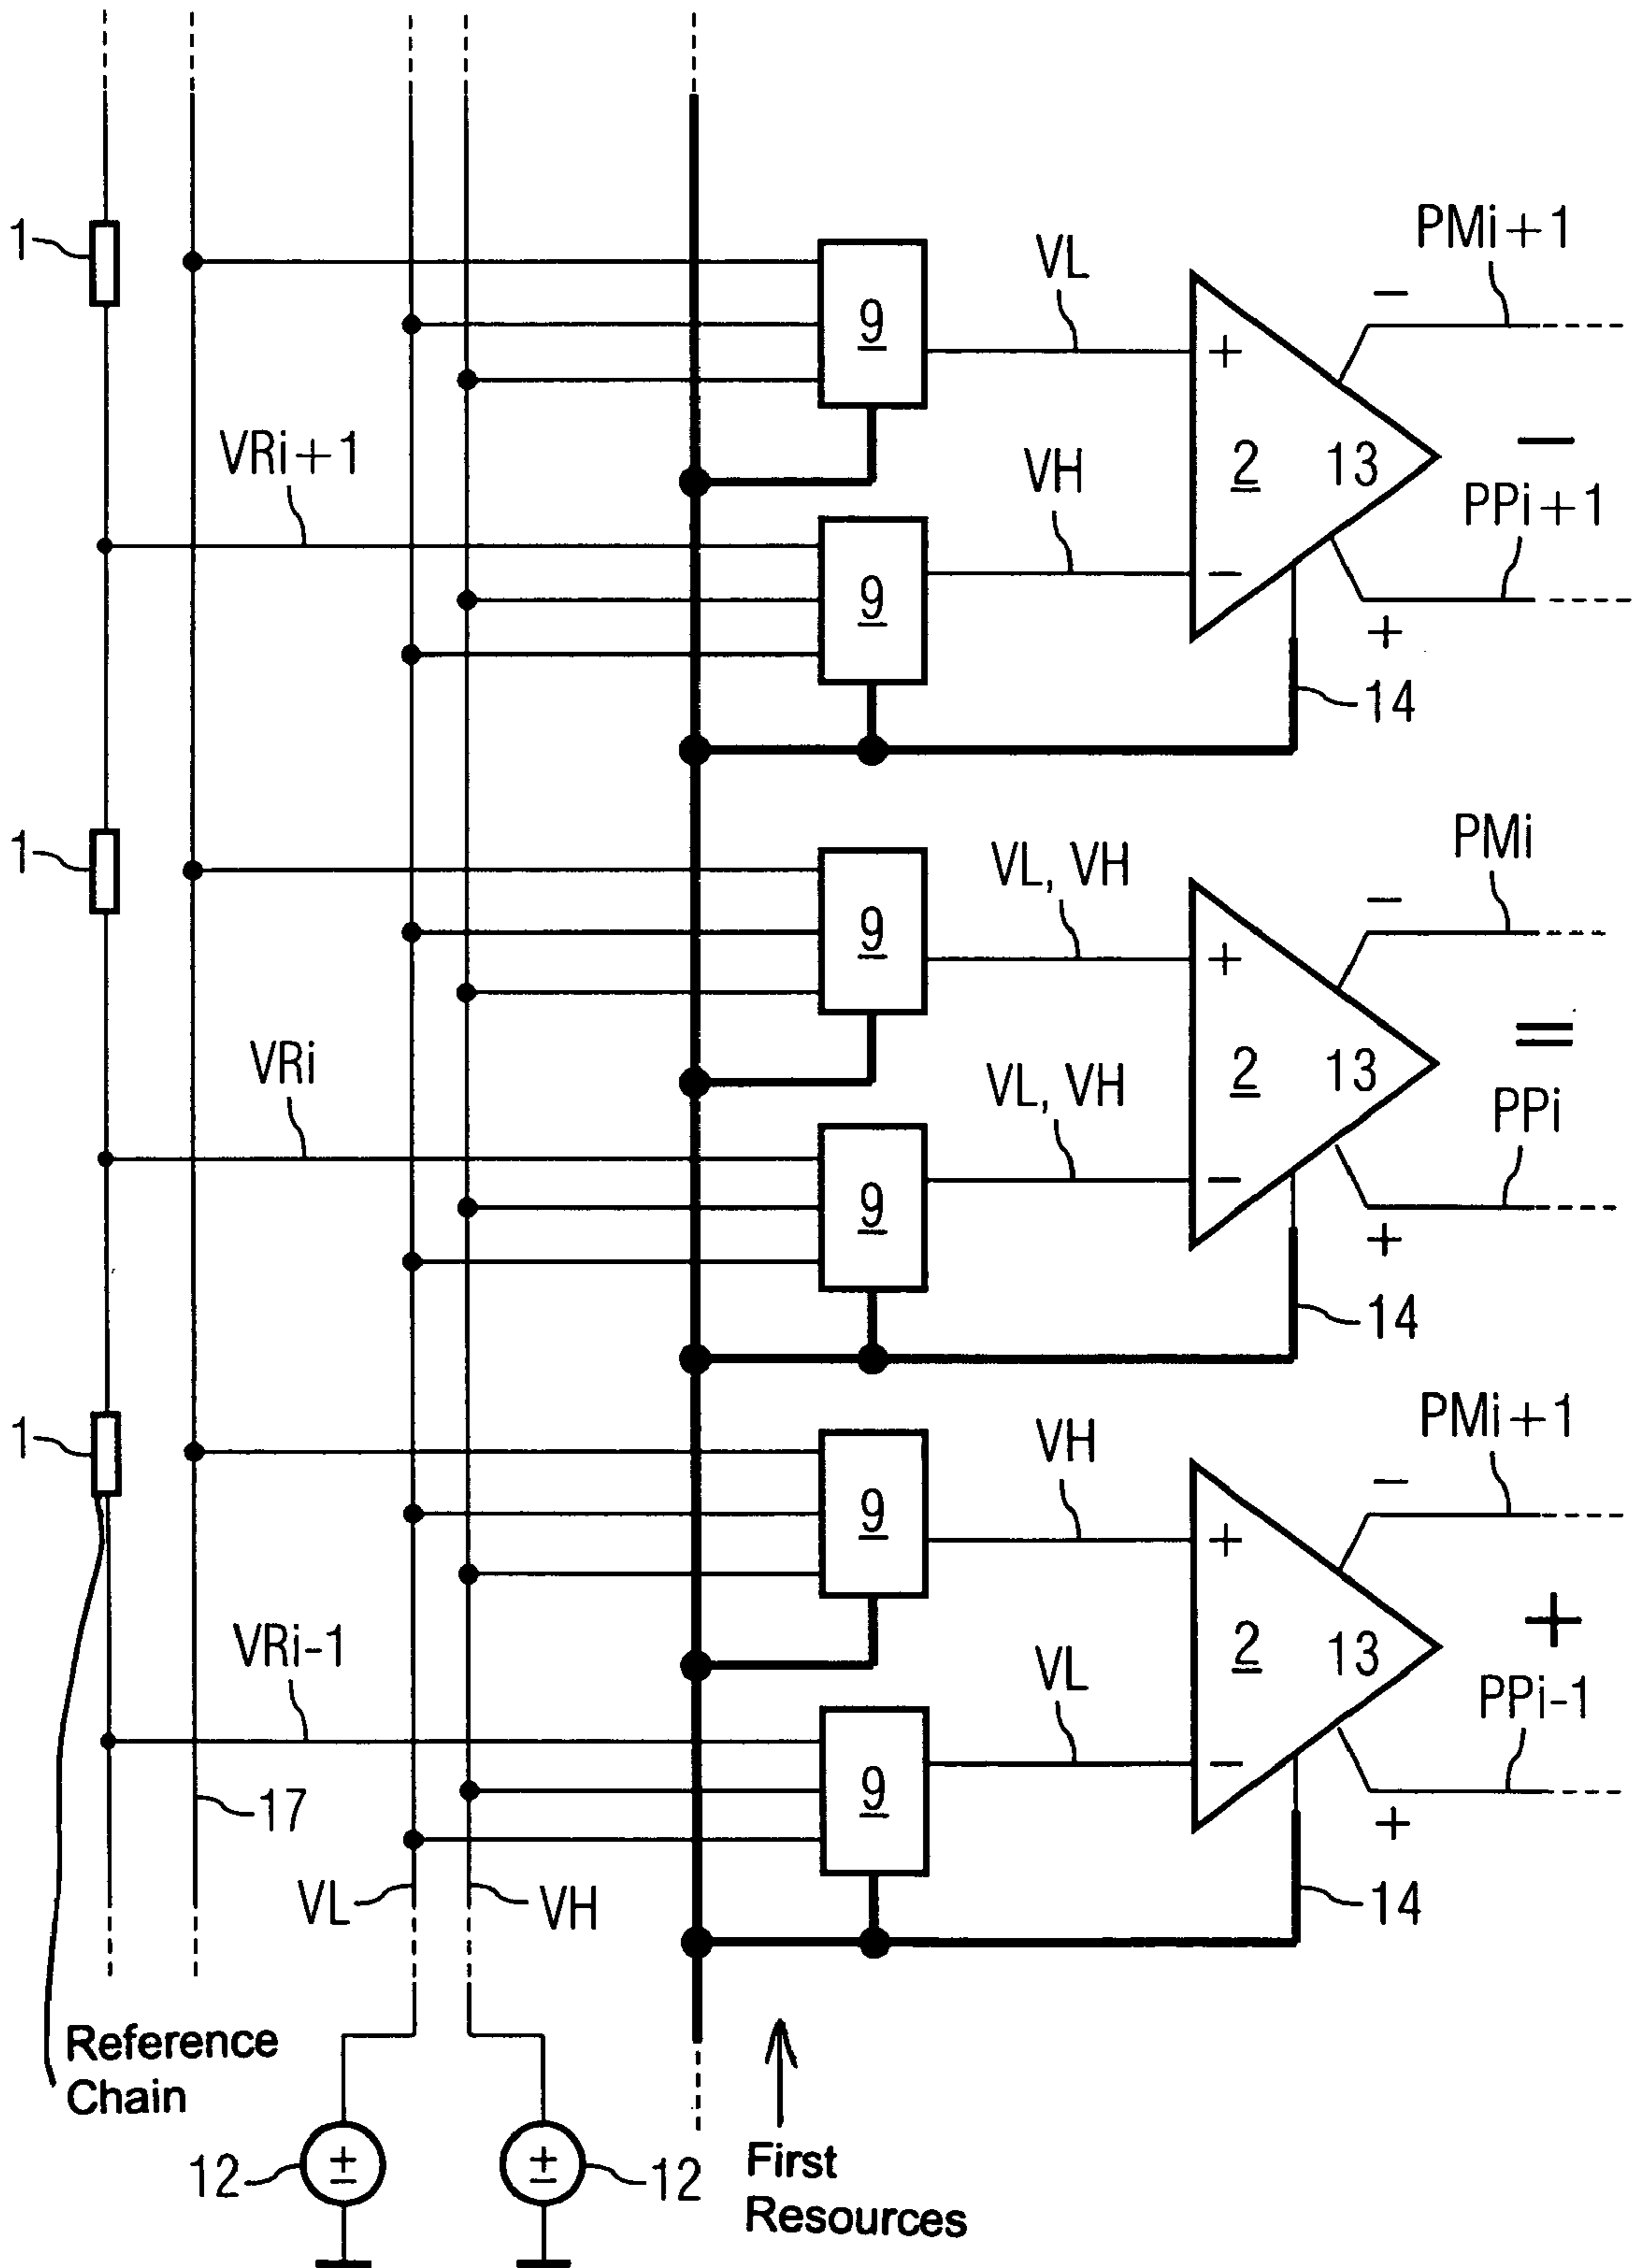 PMi+1
1
VL
−
9
+
VRi+1
VH
2 13
−
PPi+1
9
−
+
14
PMi
1
VL, VH
−
9
+
VRi
VL, VH
2 13
=
PPi
9
−
+
14
PMi+1
1
VH
−
9
+
VRi-1
VL
2 13
+
PPi-1
9
−
17
+
VL VH
14
Reference
Chain
12 ± ± 12
First
Resources